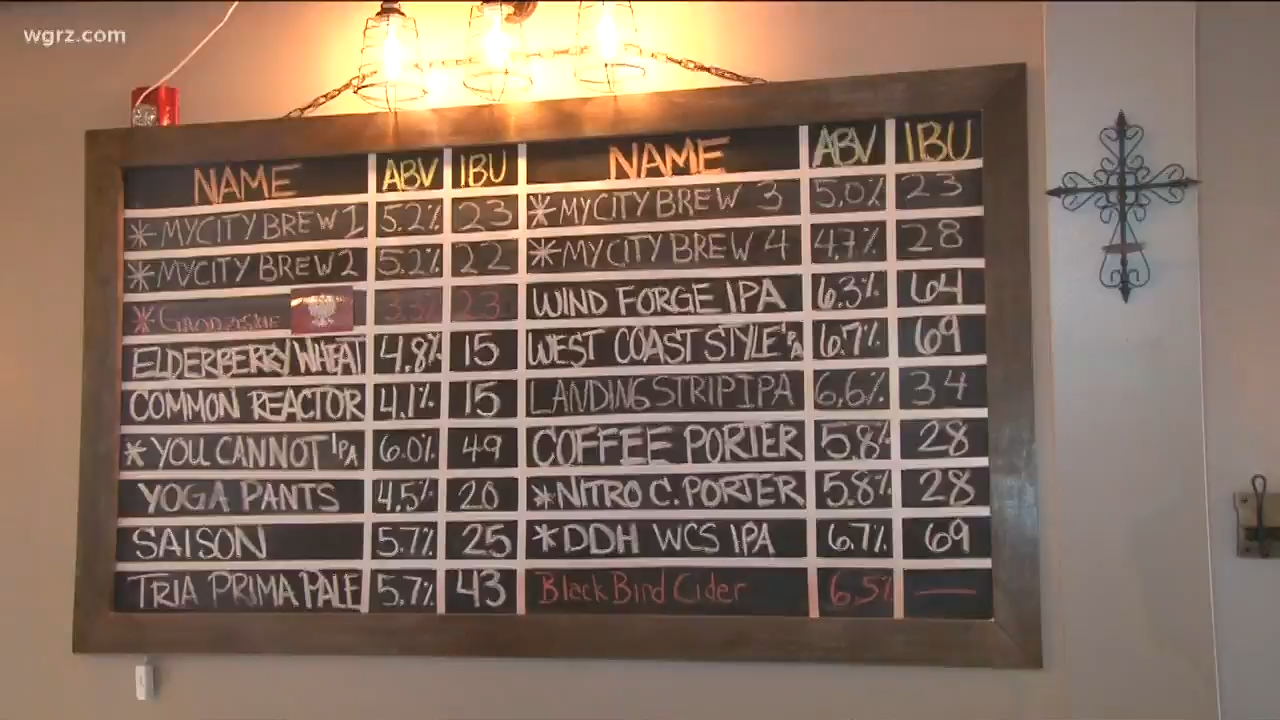 wgrz.com
NAME ABV IBU NAME ABV IBU
*MYCITY BREW 1 5.2% 23 *MYCITY BREW 3 5.0% 23
*MYCITY BREW 2 5.2% 22 *MYCITY BREW 4 4.7% 28
*GRODZISKIE 3.3% 23 WIND FORGE IPA 6.3% 64
ELDERBERRY WHEAT 4.8% 15 WEST COAST STYLE IPA 6.7% 69
COMMON REACTOR 4.1% 15 LANDING STRIP IPA 6.6% 34
*YOU CANNOT IPA 6.0% 49 COFFEE PORTER 5.8% 28
YOGA PANTS 4.5% 20 *NITRO C. PORTER 5.8% 28
SAISON 5.7% 25 *DDH WCS IPA 6.7% 69
TRIA PRIMA PALE 5.7% 43 Black Bird Cider 6.5% —